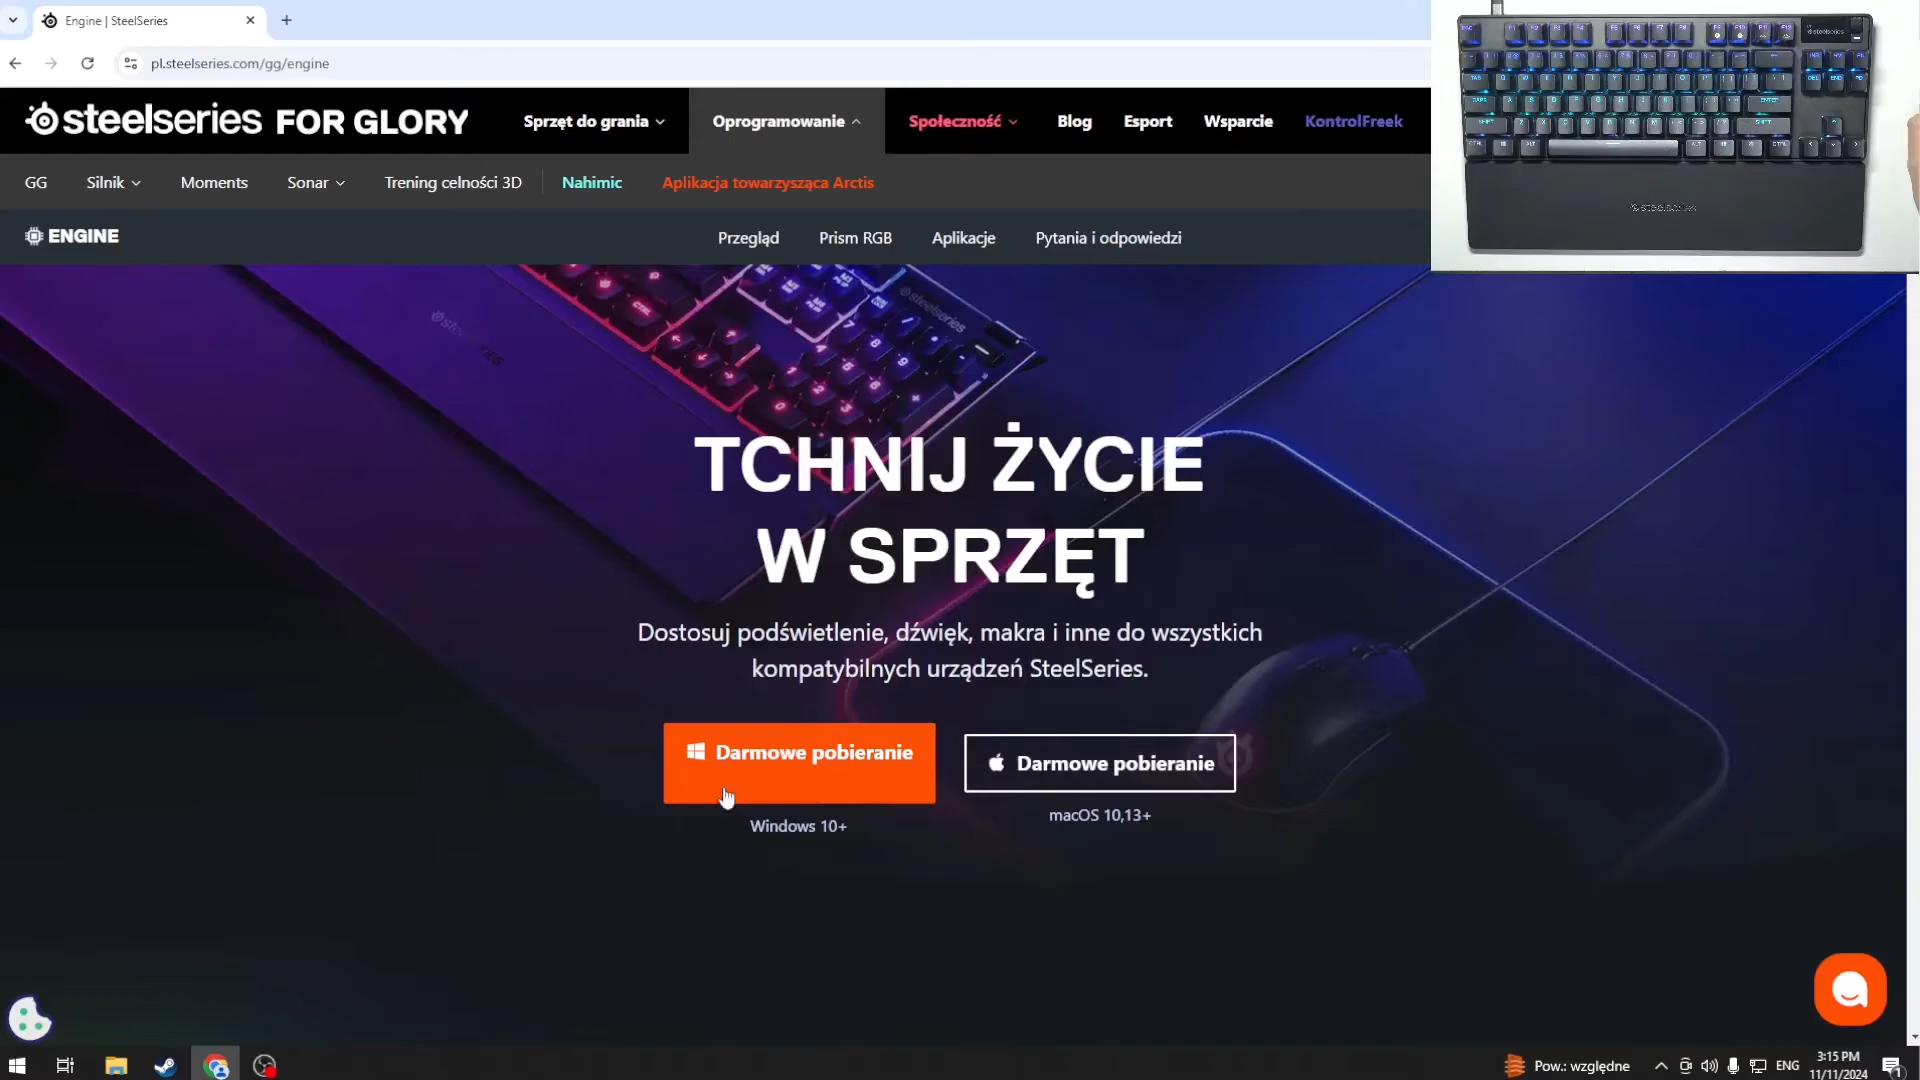 Engine | SteelSeries
pl.steelseries.com/gg/engine
steelseries FOR GLORY
Sprzęt do grania
Oprogramowanie
Społeczność
Blog
Esport
Wsparcie
KontrolFreek
GG
Silnik
Moments
Sonar
Trening celności 3D
Nahimic
Aplikacja towarzysząca Arctis
ENGINE
Przegląd
Prism RGB
Aplikacje
Pytania i odpowiedzi
TCHNIJ ŻYCIE
W SPRZĘT
Dostosuj podświetlenie, dźwięk, makra i inne do wszystkich
kompatybilnych urządzeń SteelSeries.
Darmowe pobieranie
Windows 10+
Darmowe pobieranie
macOS 10,13+
steelseries
Pow.: względne
ENG
3:15 PM
11/11/2024